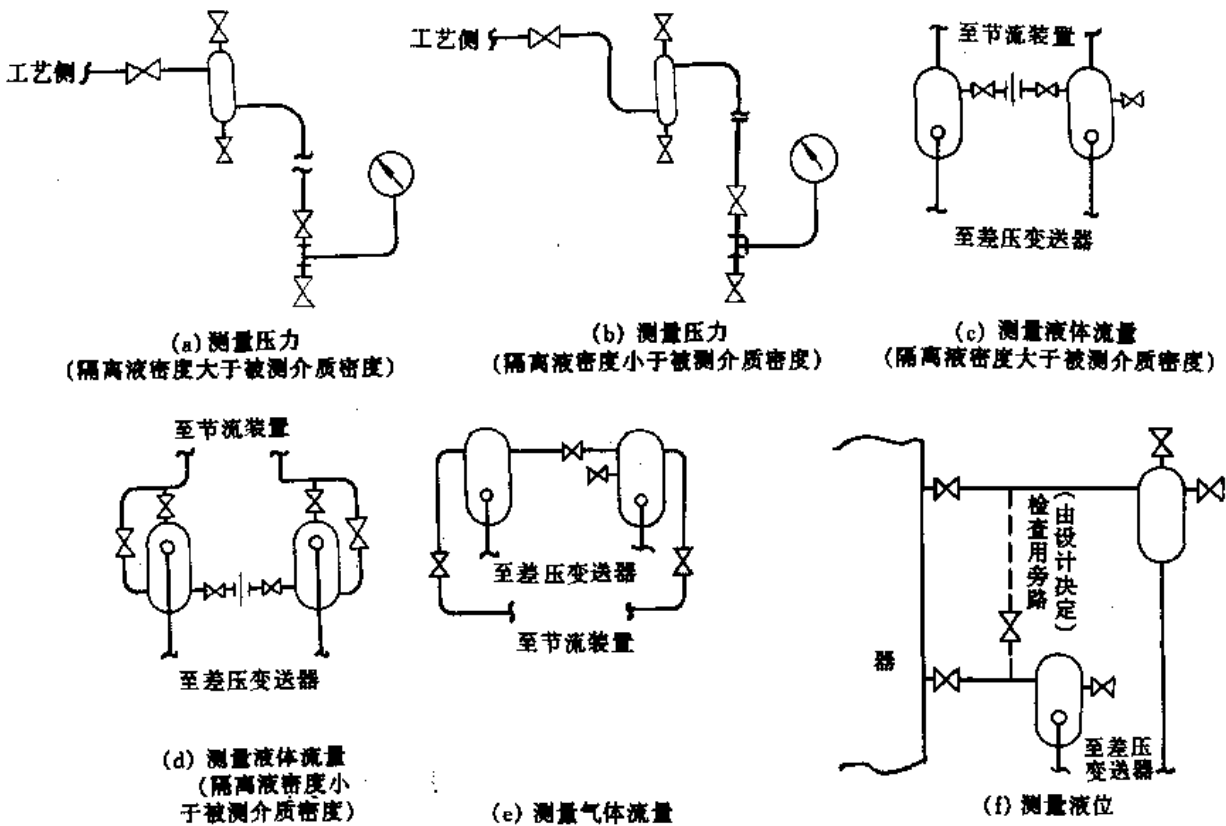 工艺侧
(a) 测量压力
(隔离液密度大于被测介质密度)
工艺侧
(b) 测量压力
(隔离液密度小于被测介质密度)
至节流装置
至差压变送器
(c) 测量液体流量
(隔离液密度大于被测介质密度)
至节流装置
至差压变送器
(d) 测量液体流量
(隔离液密度小
于被测介质密度)
至差压变送器
至节流装置
(e) 测量气体流量
器
检查用旁路
(由设计决定)
至差压
变送器
(f) 测量液位